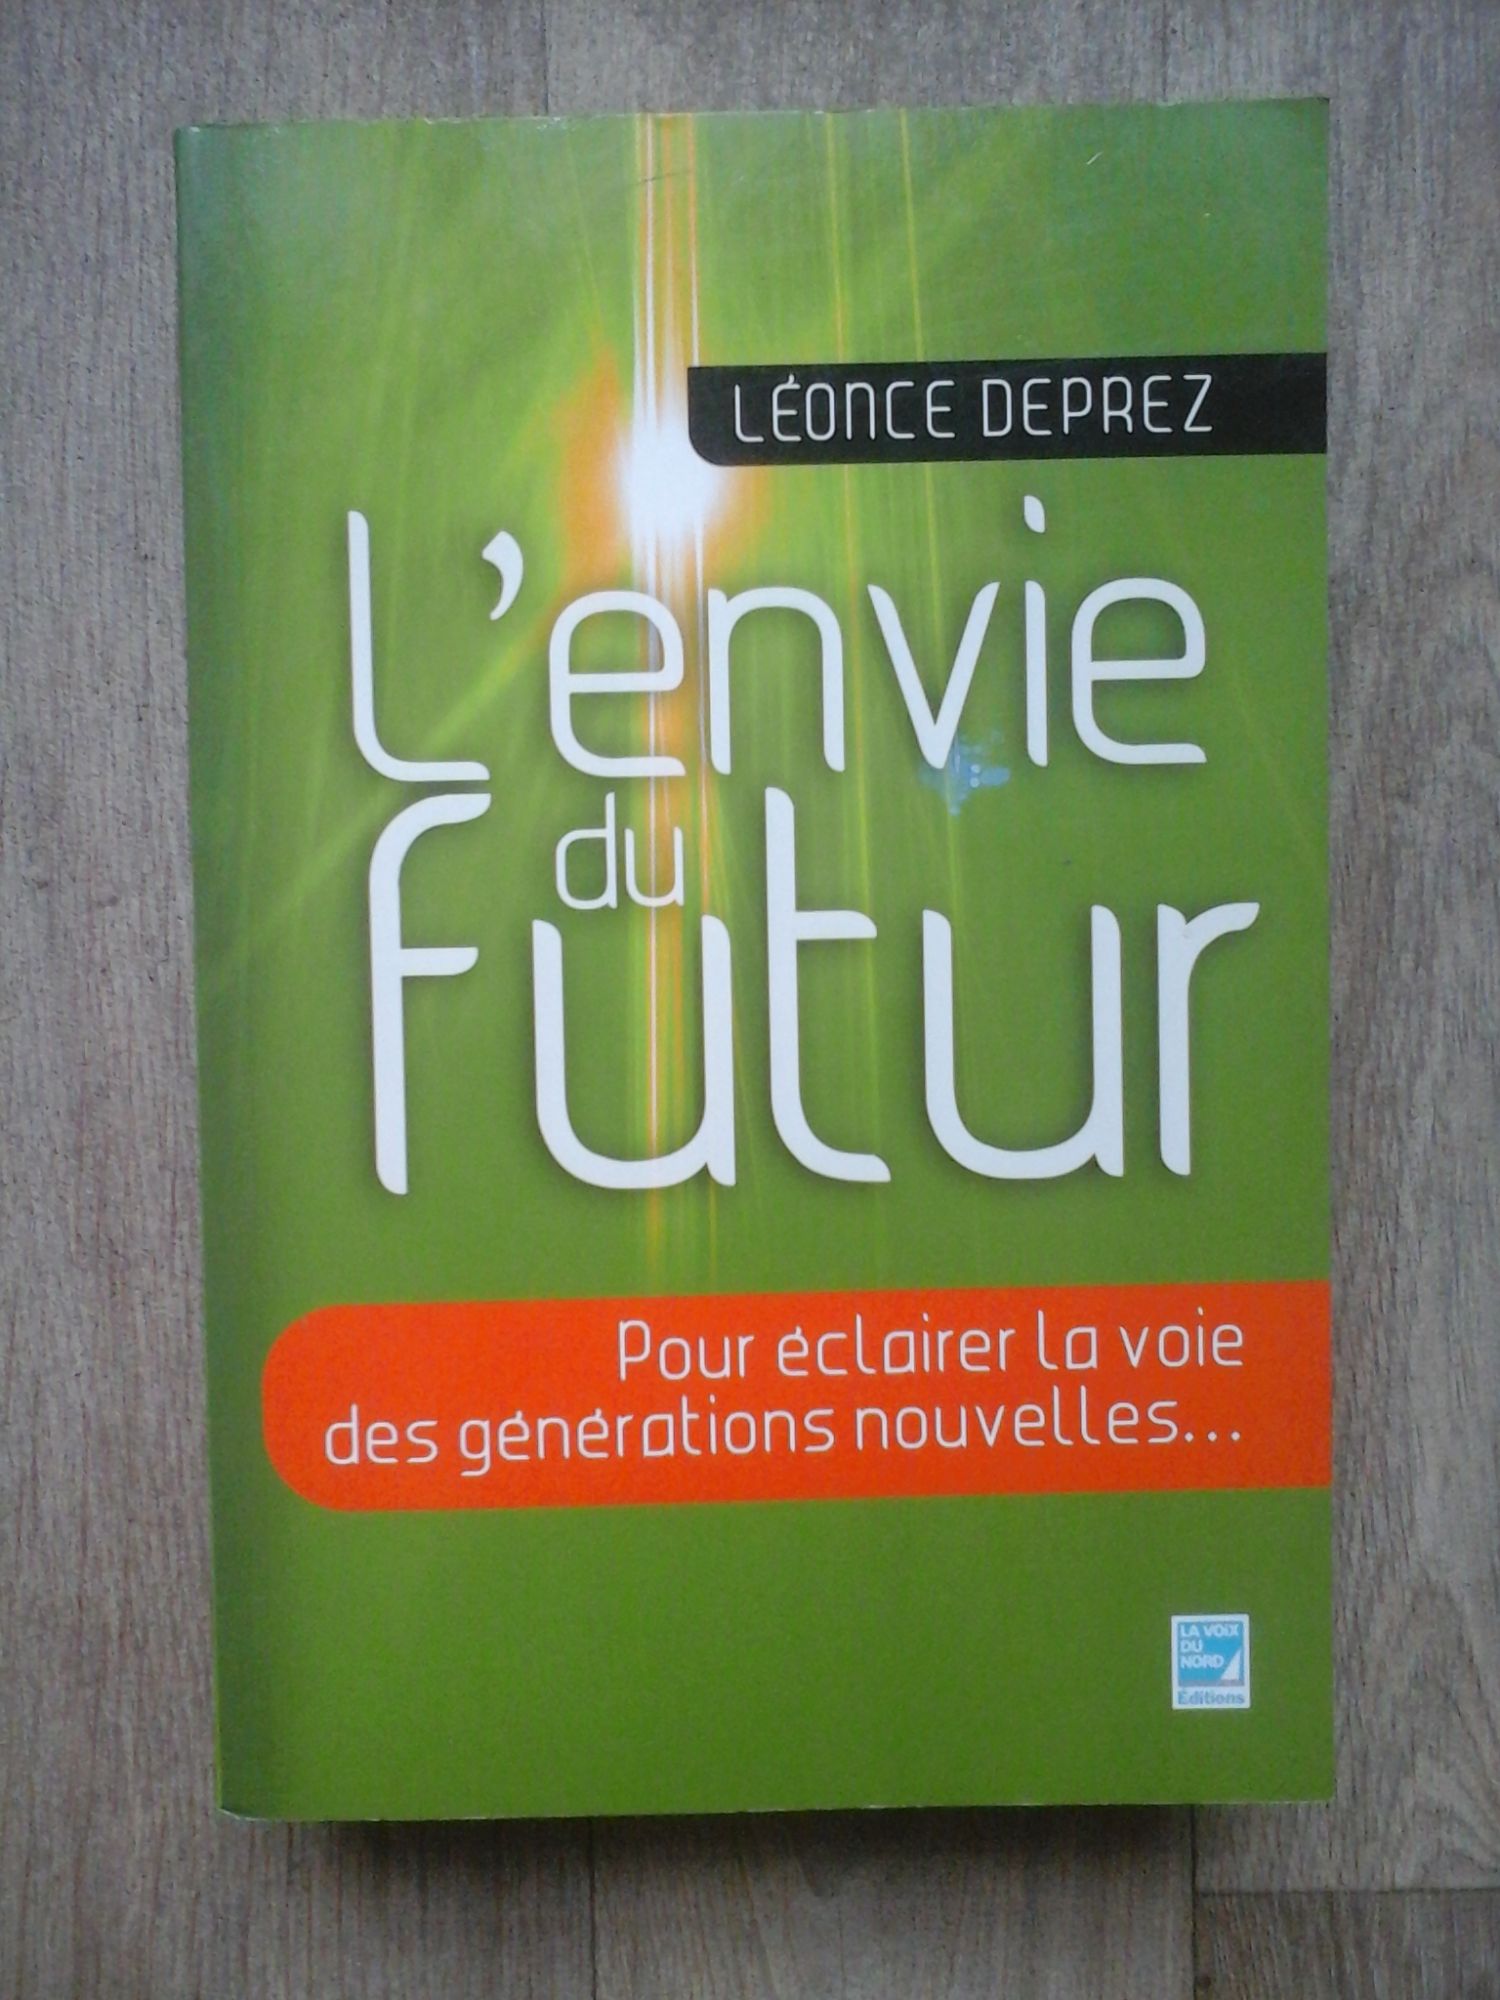 LÉONCE DEPREZ
L'envie
du
futur
Pour éclairer la voie
des générations nouvelles...
LA VOIX
DU
NORD
Éditions